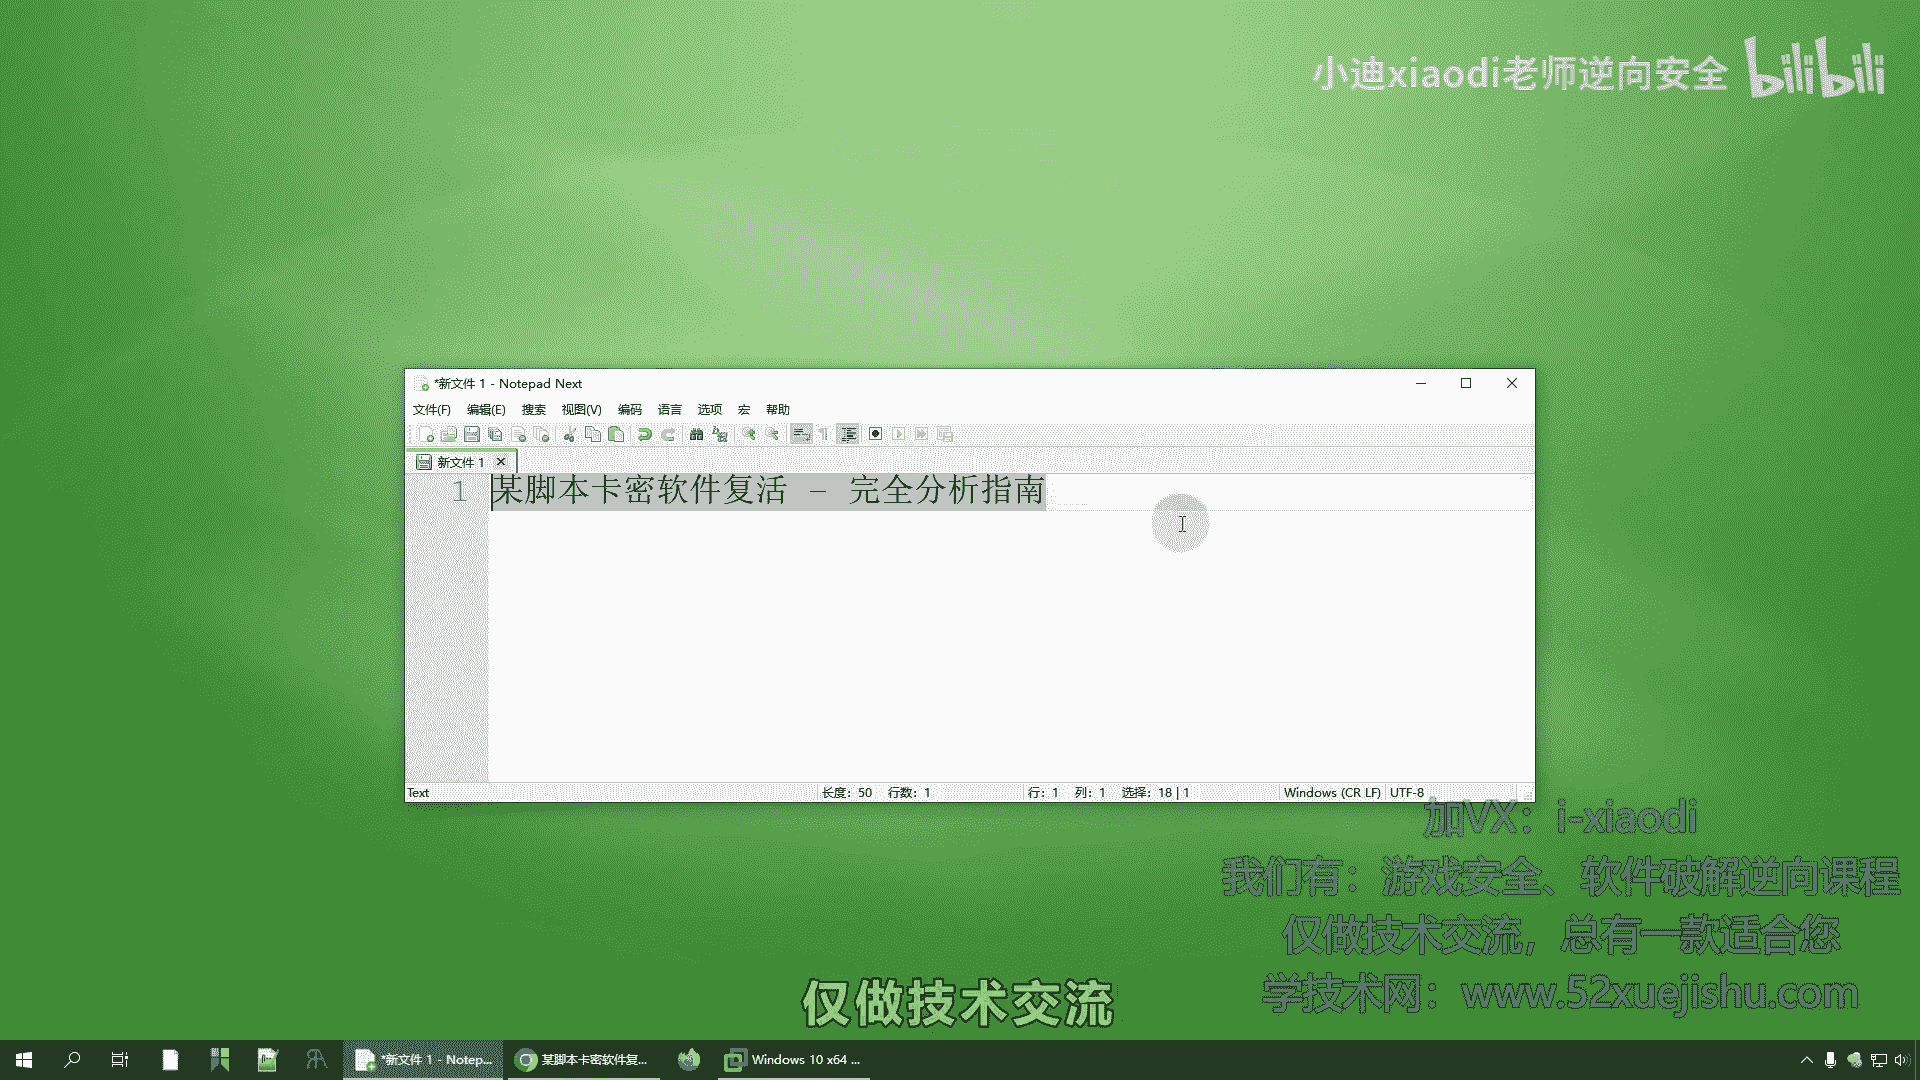 小迪xiaodi老师逆向安全 bilibili
*新文件 1 - Notepad Next
文件(F) 编辑(E) 搜索 视图(V) 编码 语言 选项 宏 帮助
新文件 1
1 某脚本卡密软件复活 – 完全分析指南
Text 长度: 50 行数: 1 行: 1 列: 1 选择: 18 | 1 Windows (CR LF) UTF-8
加VX: i-xiaodi
我们有: 游戏安全、软件破解逆向课程
仅做技术交流，总有一款适合您
学技术网: www.52xuejishu.com
仅做技术交流
*新文件 1 - Notep... 某脚本卡密软件复... Windows 10 x64 ...